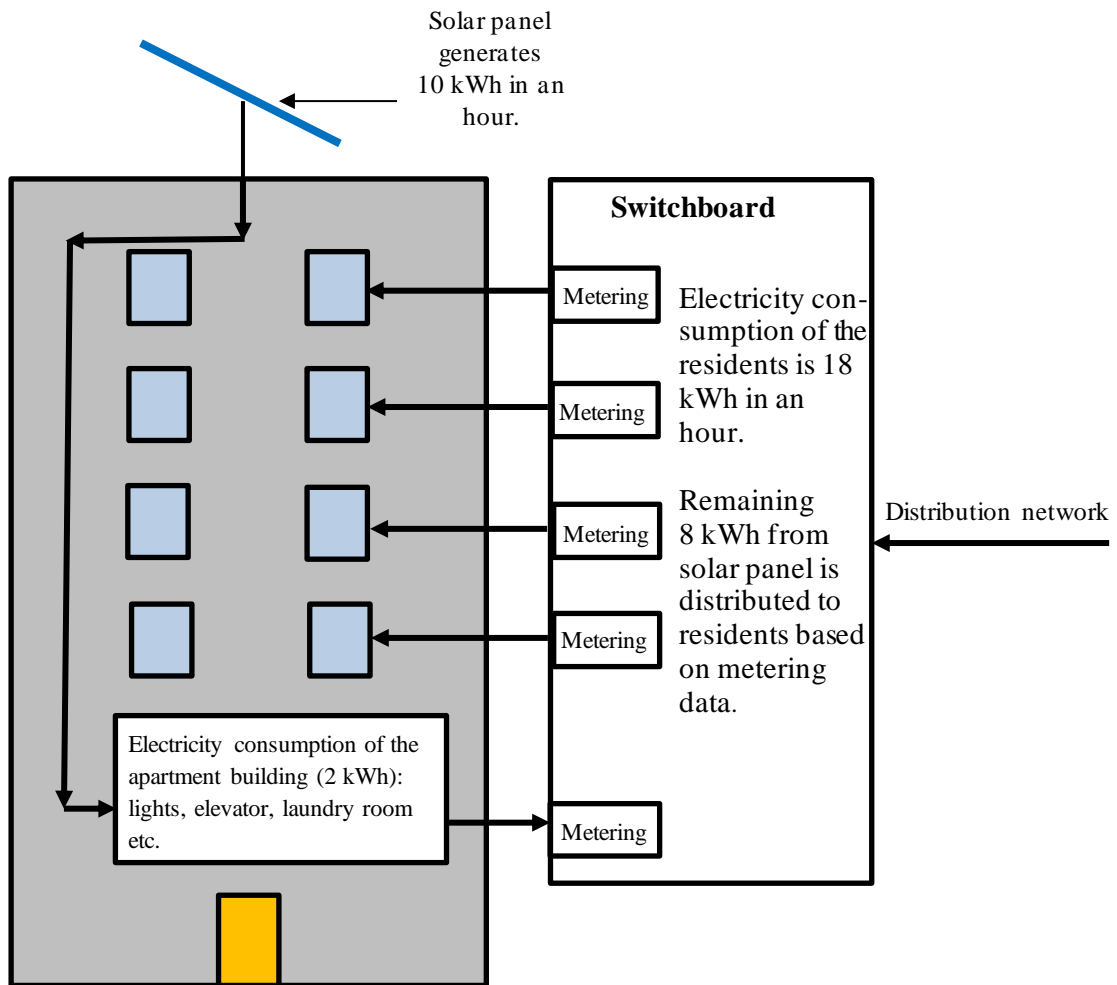 Solar panel
generates
10 kWh in an
hour.
Switchboard
Metering
Metering
Metering
Metering
Metering
Electricity con-
sumption of the
residents is 18
kWh in an
hour.
Remaining
8 kWh from
solar panel is
distributed to
residents based
on metering
data.
Distribution network
Electricity consumption of the
apartment building (2 kWh):
lights, elevator, laundry room
etc.